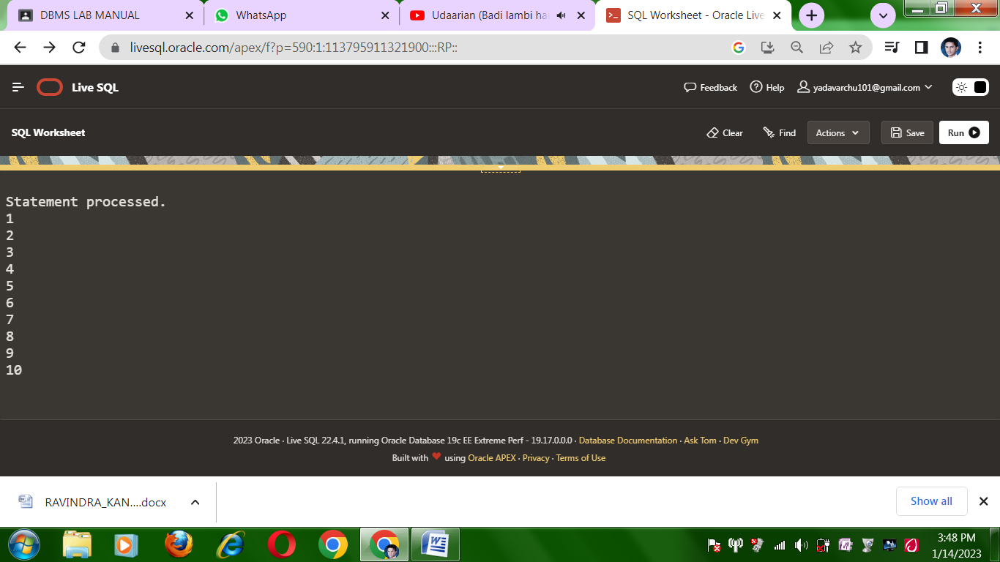 DBMS LAB MANUAL
WhatsApp
Udaarian (Badi lambi hai
SQL Worksheet - Oracle Live
livesql.oracle.com/apex/f?p=590:1:113795911321900:::RP::
Live SQL
Feedback
Help
yadavarchu101@gmail.com
SQL Worksheet
Clear
Find
Actions
Save
Run
Statement processed.
1
2
3
4
5
6
7
8
9
10
2023 Oracle · Live SQL 22.4.1, running Oracle Database 19c EE Extreme Perf - 19.17.0.0.0 · Database Documentation · Ask Tom · Dev Gym
Built with ❤ using Oracle APEX · Privacy · Terms of Use
RAVINDRA_KAN....docx
Show all
3:48 PM
1/14/2023